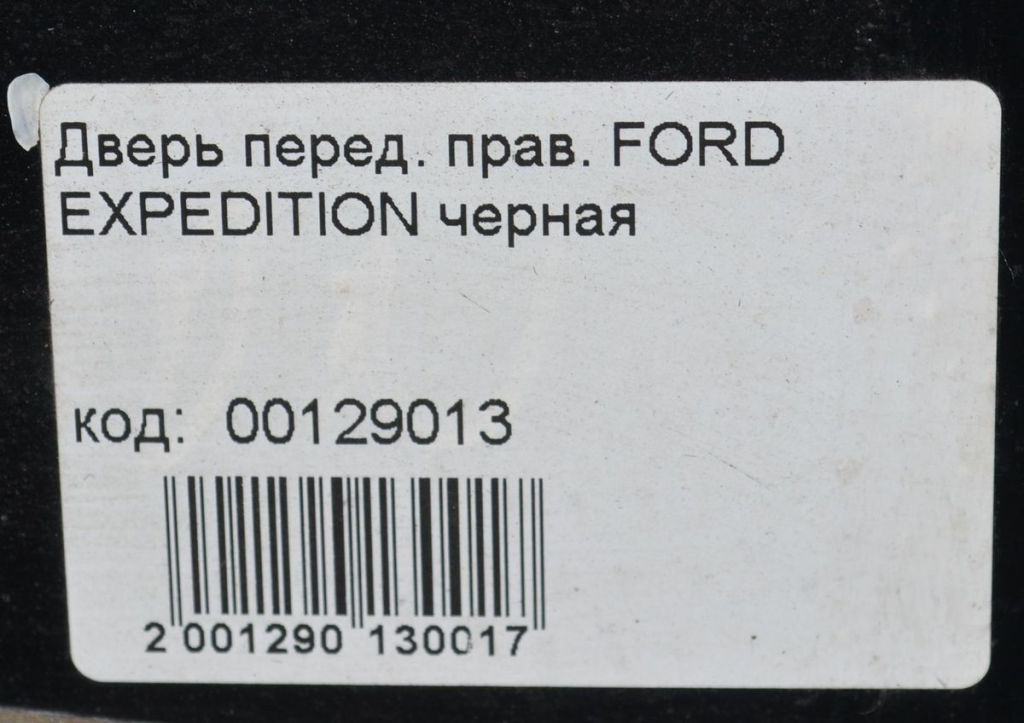 Дверь перед. прав. FORD
EXPEDITION черная
код: 00129013
2 001290 130017